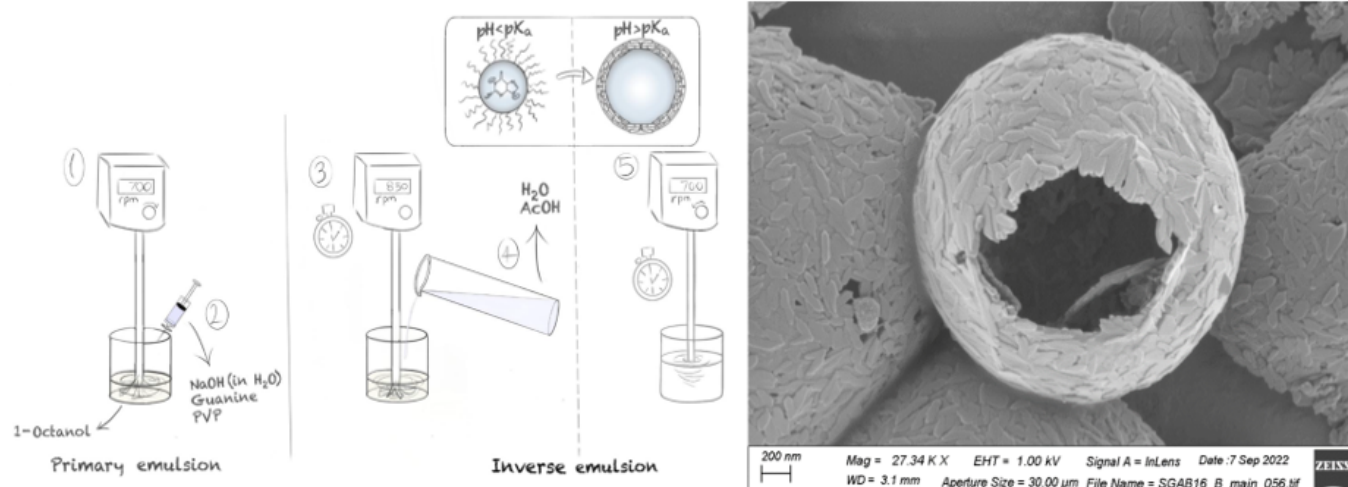 pH<pKa
pH>pKa
1
700
rpm
2
NaOH (in H2O)
Guanine
PVP
1-Octanol
Primary emulsion
3
830
rpm
4
H2O
AcOH
5
700
rpm
Inverse emulsion
200 nm
Mag = 27.34 K X
EHT = 1.00 kV
Signal A = InLens
Date :7 Sep 2022
WD = 3.1 mm
Aperture Size = 30.00 µm
File Name = SGAB16_B_main_056.tif
ZEISS